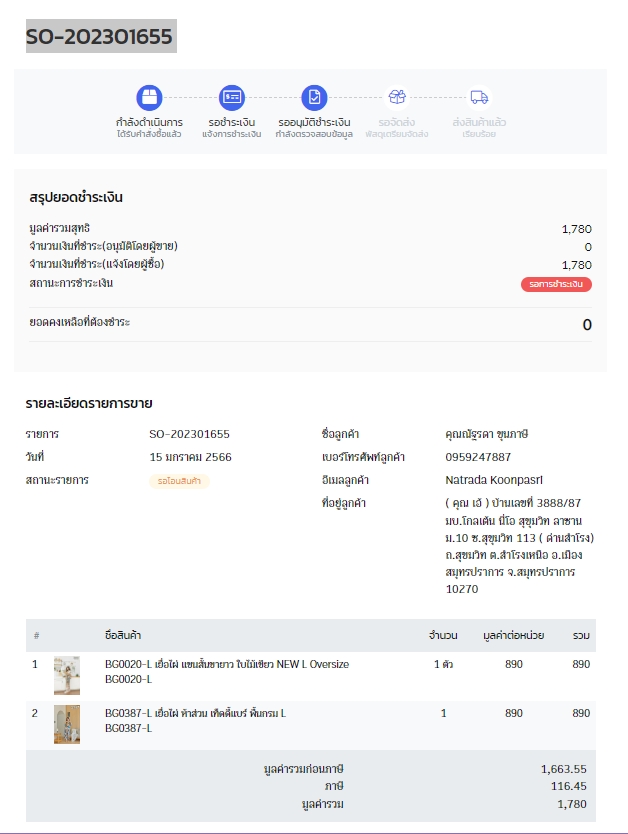 SO-202301655
กำลังดำเนินการ
ได้รับคำสั่งซื้อแล้ว
รอชำระเงิน
แจ้งการชำระเงิน
รออนุมัติชำระเงิน
กำลังตรวจสอบข้อมูล
รอจัดส่ง
พัสดุเตรียมจัดส่ง
ส่งสินค้าแล้ว
เรียบร้อย
สรุปยอดชำระเงิน
มูลค่ารวมสุทธิ 1,780
จำนวนเงินที่ชำระ(อนุมัติโดยผู้ขาย) 0
จำนวนเงินที่ชำระ(แจ้งโดยผู้ซื้อ) 1,780
สถานะการชำระเงิน รอการชำระเงิน
ยอดคงเหลือที่ต้องชำระ 0
รายละเอียดรายการขาย
รายการ SO-202301655
วันที่ 15 มกราคม 2566
สถานะรายการ รอโอนสินค้า
ชื่อลูกค้า คุณณัฐรดา ขุนภาษี
เบอร์โทรศัพท์ลูกค้า 0959247887
อีเมลลูกค้า Natrada Koonpasri
ที่อยู่ลูกค้า ( คุณ เอ้ ) บ้านเลขที่ 3888/87
มบ.โกลเด้น นีโอ สุขุมวิท ลาซาน
ม.10 ซ.สุขุมวิท 113 ( ด่านสำโรง)
ถ.สุขุมวิท ต.สำโรงเหนือ อ.เมือง
สมุทรปราการ จ.สมุทรปราการ
10270
# ชื่อสินค้า จำนวน มูลค่าต่อหน่วย รวม
1 BG0020-L เยื่อไผ่ แขนสั้นขายาว ใบไม้เขียว NEW L Oversize 1 ตัว 890 890
BG0020-L
2 BG0387-L เยื่อไผ่ ห้าส่วน เท็ดดี้แบร์ พื้นกรม L 1 890 890
BG0387-L
มูลค่ารวมก่อนภาษี 1,663.55
ภาษี 116.45
มูลค่ารวม 1,780